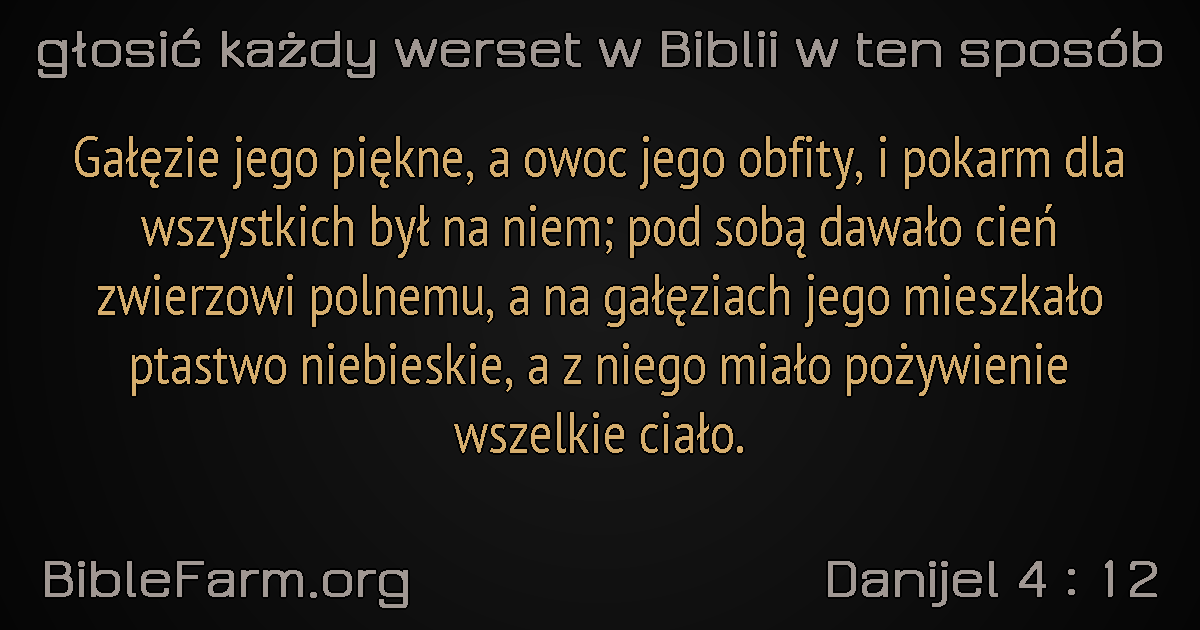 głosić każdy werset w Biblii w ten sposób
Gałęzie jego piękne, a owoc jego obfity, i pokarm dla
wszystkich był na niem; pod sobą dawało cień
zwierzowi polnemu, a na gałęziach jego mieszkało
ptastwo niebieskie, a z niego miało pożywienie
wszelkie ciało.
BibleFarm.org
Danijel 4 : 12